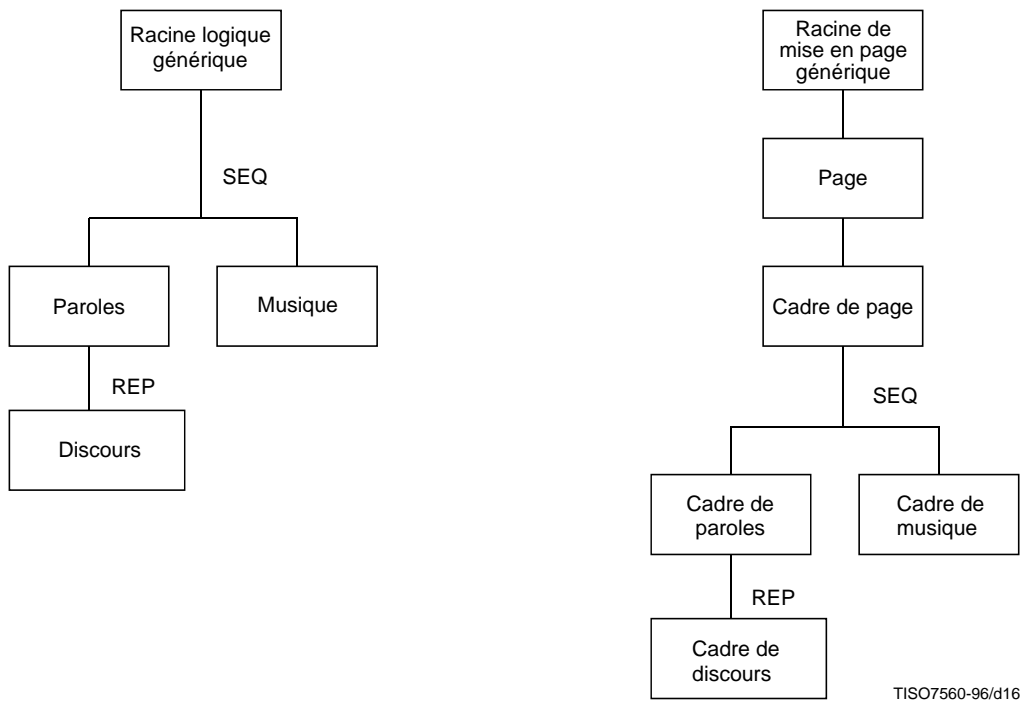 Racine logique
générique
SEQ
Paroles
Musique
REP
Discours
Racine de
mise en page
générique
Page
Cadre de page
SEQ
Cadre de
paroles
Cadre de
musique
REP
Cadre de
discours
TISO7560-96/d16